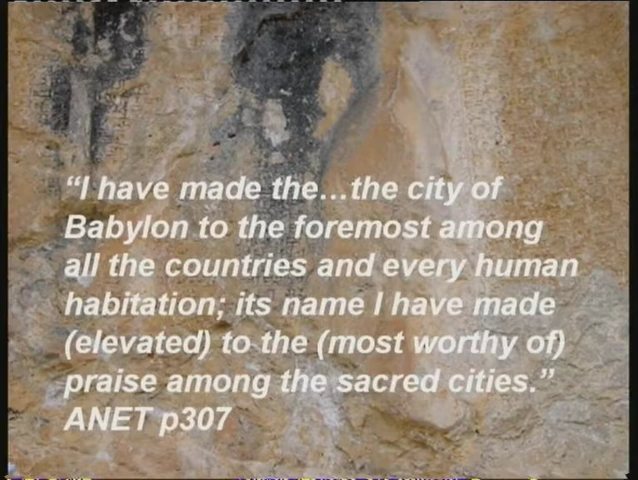 “I have made the…the city of
Babylon to the foremost among
all the countries and every human
habitation; its name I have made
(elevated) to the (most worthy of)
praise among the sacred cities.”
ANET p307